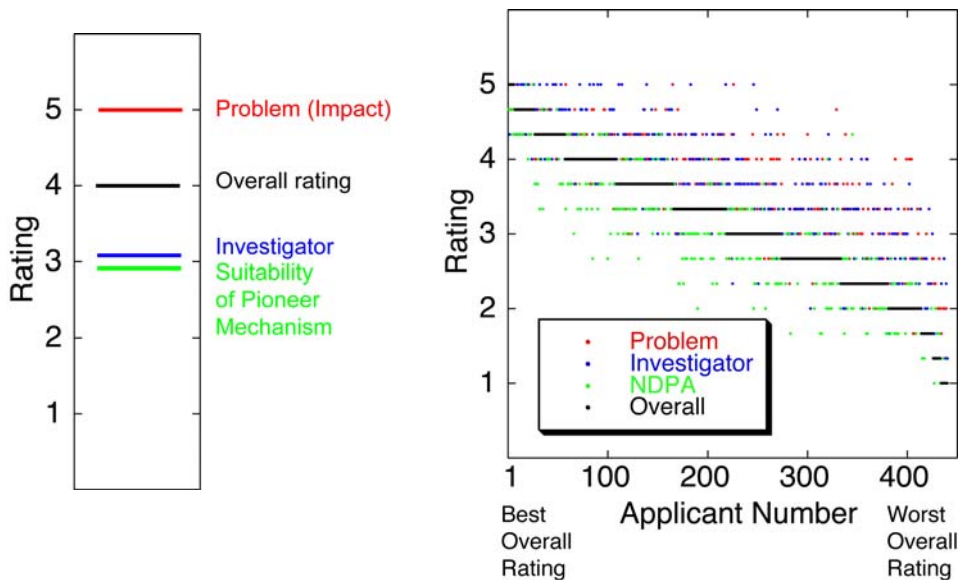 5
4
3
2
1
Rating
Problem (Impact)
Overall rating
Investigator
Suitability
of Pioneer
Mechanism
5
4
3
2
1
Rating
Problem
Investigator
NDPA
Overall
1 100 200 300 400
Applicant Number
Best
Overall
Rating
Worst
Overall
Rating